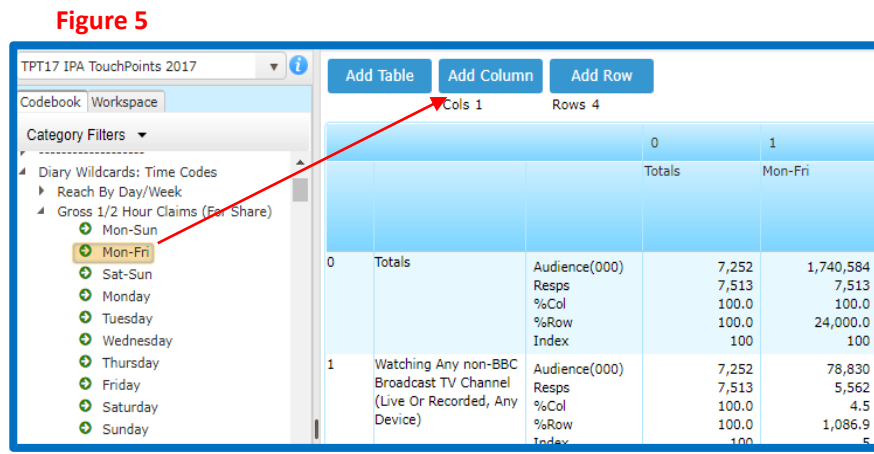 Figure 5
TPT17 IPA TouchPoints 2017
Codebook Workspace
Category Filters
Diary Wildcards: Time Codes
Reach By Day/Week
Gross 1/2 Hour Claims (For Share)
Mon-Sun
Mon-Fri
Sat-Sun
Monday
Tuesday
Wednesday
Thursday
Friday
Saturday
Sunday
Add Table Add Column Add Row
Cols 1 Rows 4
0 1
Totals Mon-Fri
0 Totals Audience(000) 7,252 1,740,584
Resps 7,513 7,513
%Col 100.0 100.0
%Row 100.0 24,000.0
Index 100 100
1 Watching Any non-BBC Audience(000) 7,252 78,830
Broadcast TV Channel Resps 7,513 5,562
(Live Or Recorded, Any %Col 100.0 4.5
Device) %Row 100.0 1,086.9
Index 100 5